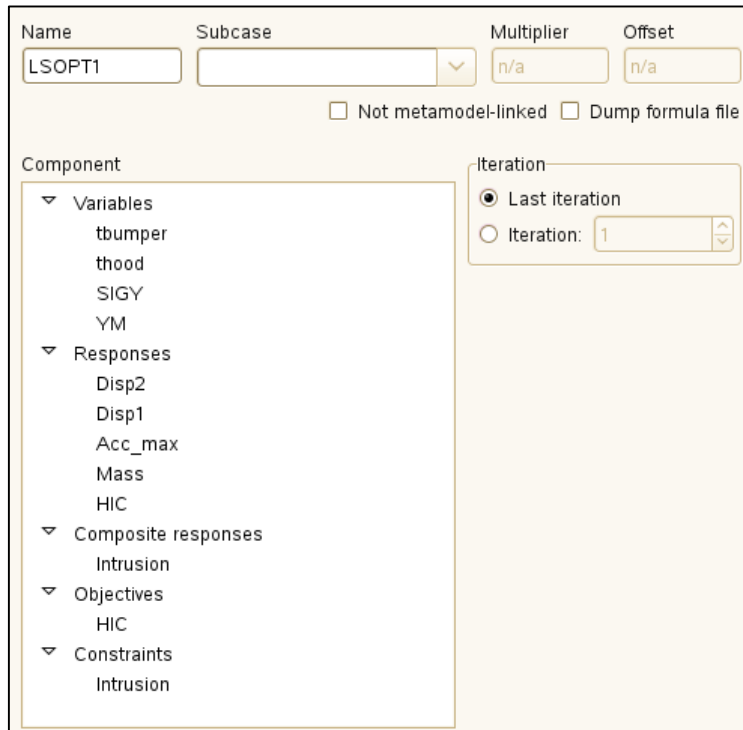 Name Subcase Multiplier Offset
LSOPT1 n/a n/a
Not metamodel-linked Dump formula file
Component Iteration
Variables Last iteration
tbumper Iteration: 1
thood
SIGY
YM
Responses
Disp2
Disp1
Acc_max
Mass
HIC
Composite responses
Intrusion
Objectives
HIC
Constraints
Intrusion